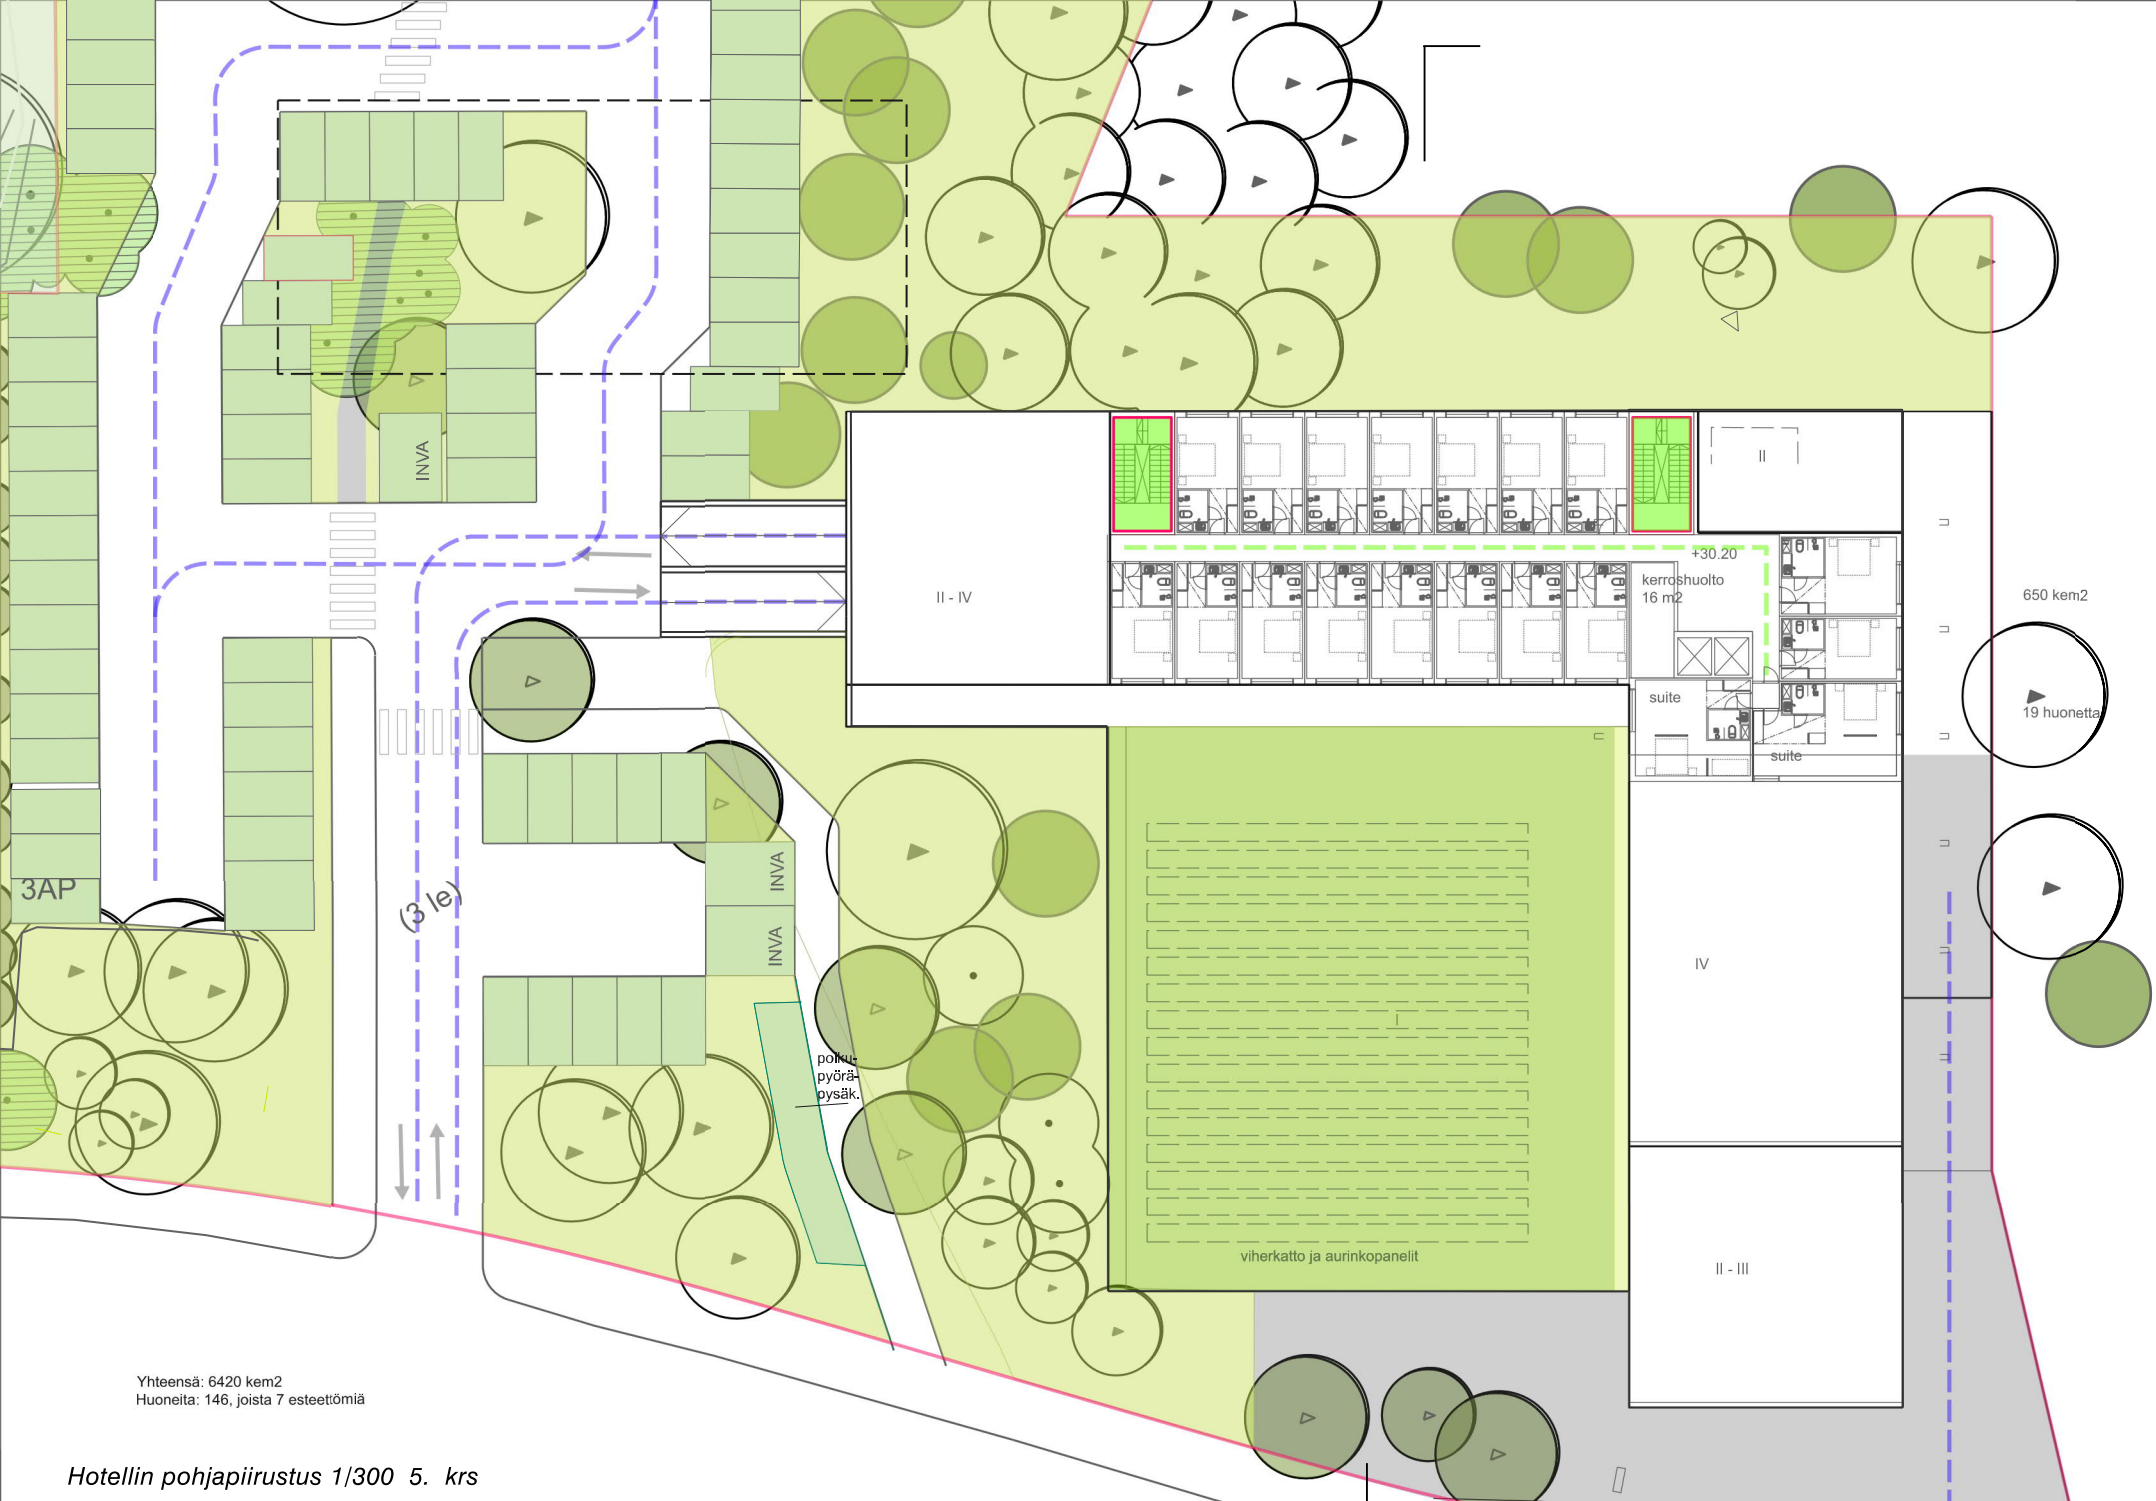 INVA
II
+30.20
kerroshuolto
16 m2
II - IV
650 kem2
suite
19 huonetta
suite
3AP
(3 le)
INVA
INVA
IV
I
polku-
pyörä-
pysäk.
viherkatto ja aurinkopanelit
II - III
Yhteensä: 6420 kem2
Huoneita: 146, joista 7 esteettömiä
Hotellin pohjapiirustus 1/300 5. krs